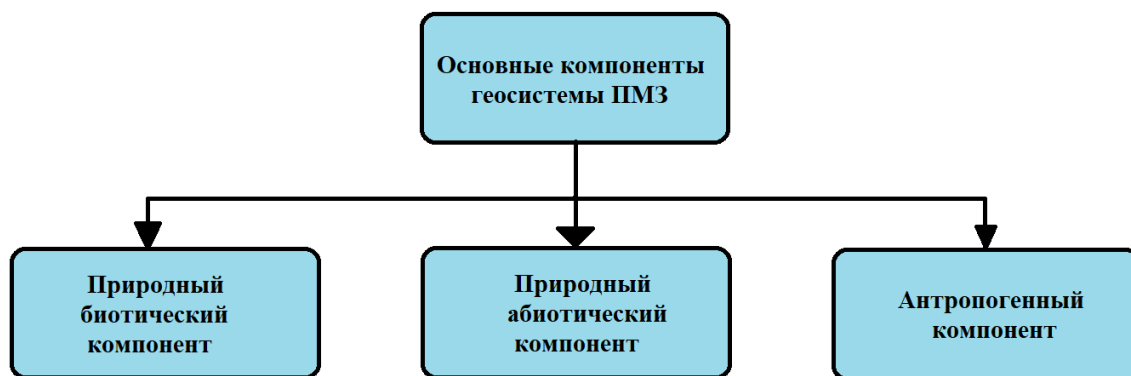 Основные компоненты
геосистемы ПМЗ
Природный
биотический
компонент
Природный
абиотический
компонент
Антропогенный
компонент